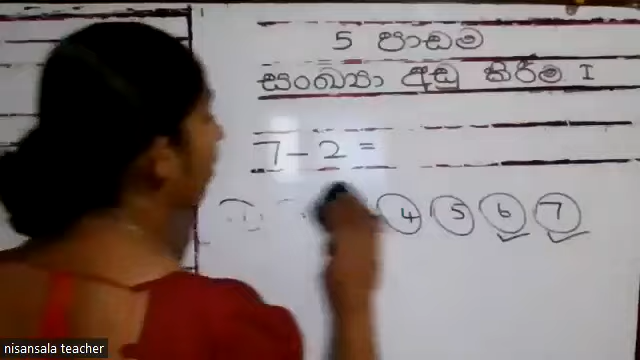 5 පාඩම
සංඛ්‍යා අඩු කිරීම I
7 - 2 =
4 5 6 7
nisansala teacher